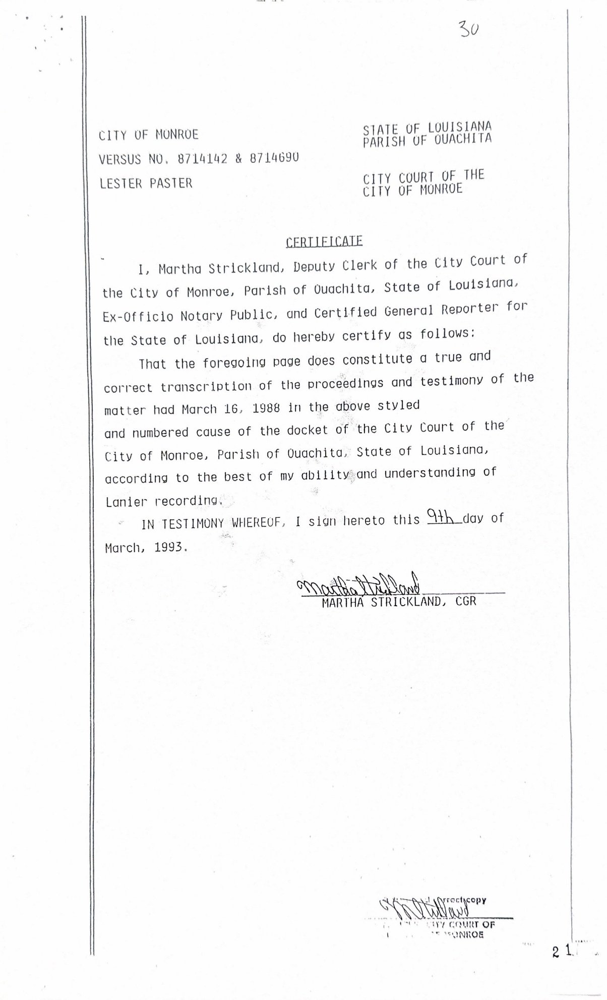 30
CITY OF MONROE
VERSUS NO. 8714142 & 8714690
LESTER PASTER
STATE OF LOUISIANA
PARISH OF OUACHITA
CITY COURT OF THE
CITY OF MONROE
CERTIFICATE
I, Martha Strickland, Deputy Clerk of the City Court of
the City of Monroe, Parish of Ouachita, State of Louisiana,
Ex-Officio Notary Public, and Certified General Reporter for
the State of Louisiana, do hereby certify as follows:
That the foregoing page does constitute a true and
correct transcription of the proceedings and testimony of the
matter had March 16, 1988 in the above styled
and numbered cause of the docket of the City Court of the
City of Monroe, Parish of Ouachita, State of Louisiana,
according to the best of my ability and understanding of
Lanier recording.
IN TESTIMONY WHEREOF, I sign hereto this 9th day of
March, 1993.
Martha Strickland
MARTHA STRICKLAND, CGR
copy
CITY COURT OF
MONROE
21